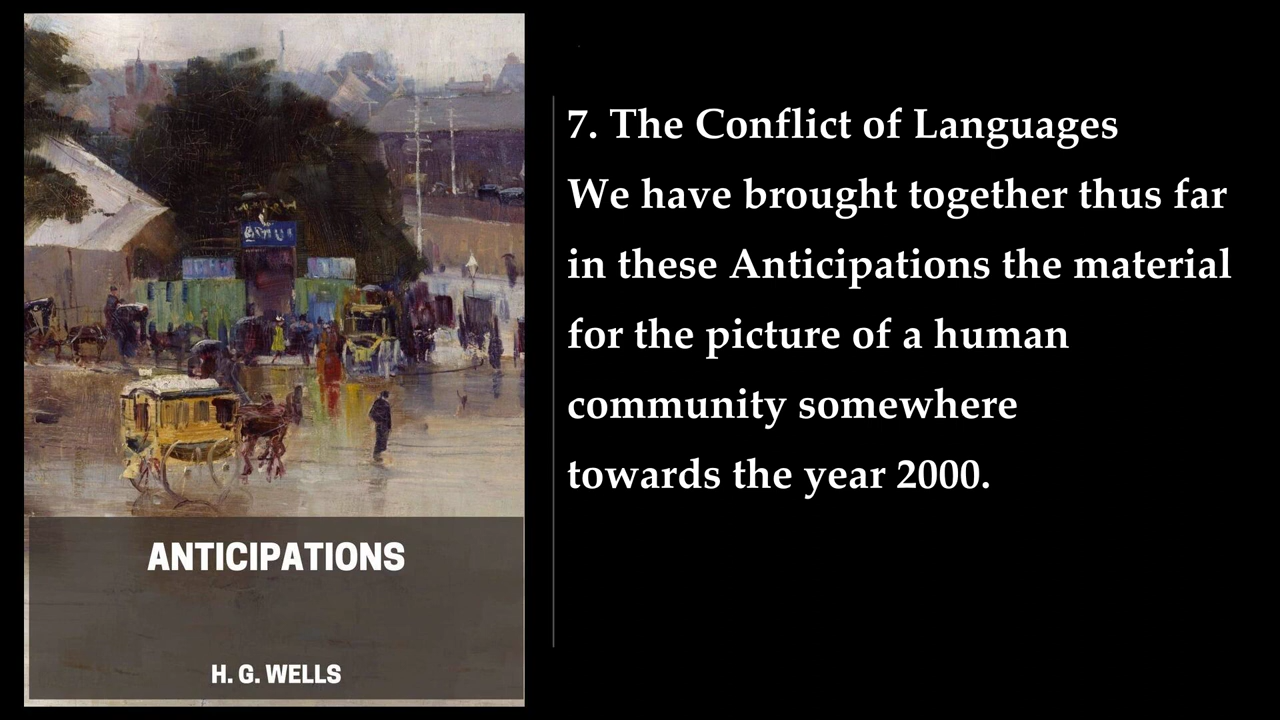 ANTICIPATIONS
H. G. WELLS
7. The Conflict of Languages
We have brought together thus far
in these Anticipations the material
for the picture of a human
community somewhere
towards the year 2000.